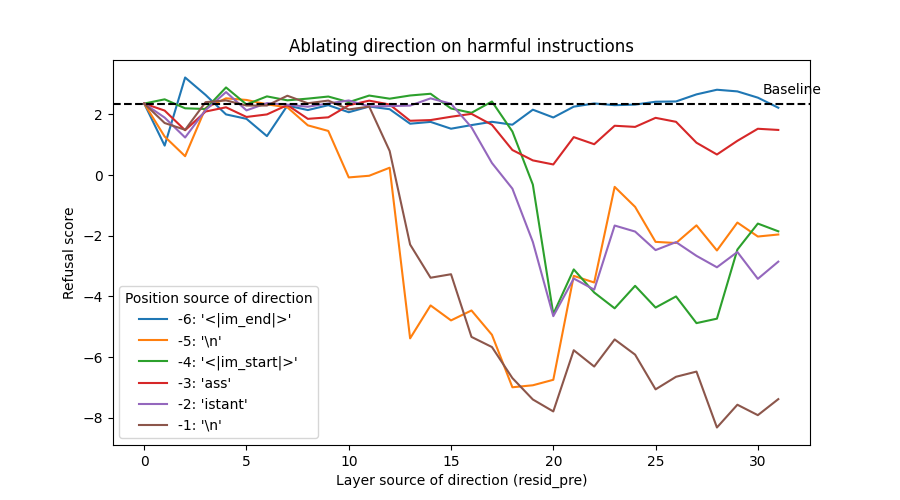 Ablating direction on harmful instructions
Baseline
Refusal score
2
0
−2
−4
−6
−8
Position source of direction
-6: '<|im_end|>'
-5: '\n'
-4: '<|im_start|>'
-3: 'ass'
-2: 'istant'
-1: '\n'
0 5 10 15 20 25 30
Layer source of direction (resid_pre)